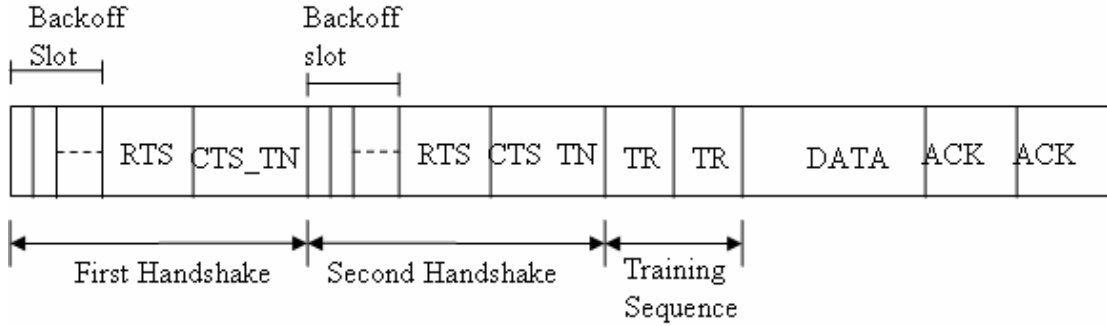 Backoff
Slot
Backoff
slot
RTS CTS_TN RTS CTS TN TR TR DATA ACK ACK
First Handshake
Second Handshake
Training
Sequence